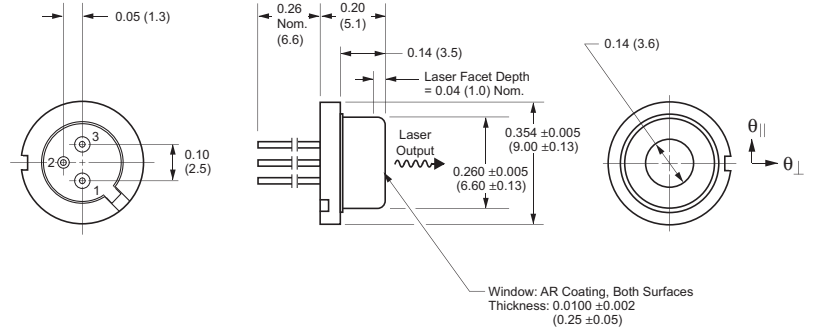 0.05 (1.3)
0.26
Nom.
(6.6)
0.20
(5.1)
0.14 (3.5)
Laser Facet Depth
= 0.04 (1.0) Nom.
0.14 (3.6)
3
2
1
0.10
(2.5)
Laser
Output
0.354 ±0.005
(9.00 ±0.13)
0.260 ±0.005
(6.60 ±0.13)
θ||
θ⊥
Window: AR Coating, Both Surfaces
Thickness: 0.0100 ±0.002
(0.25 ±0.05)